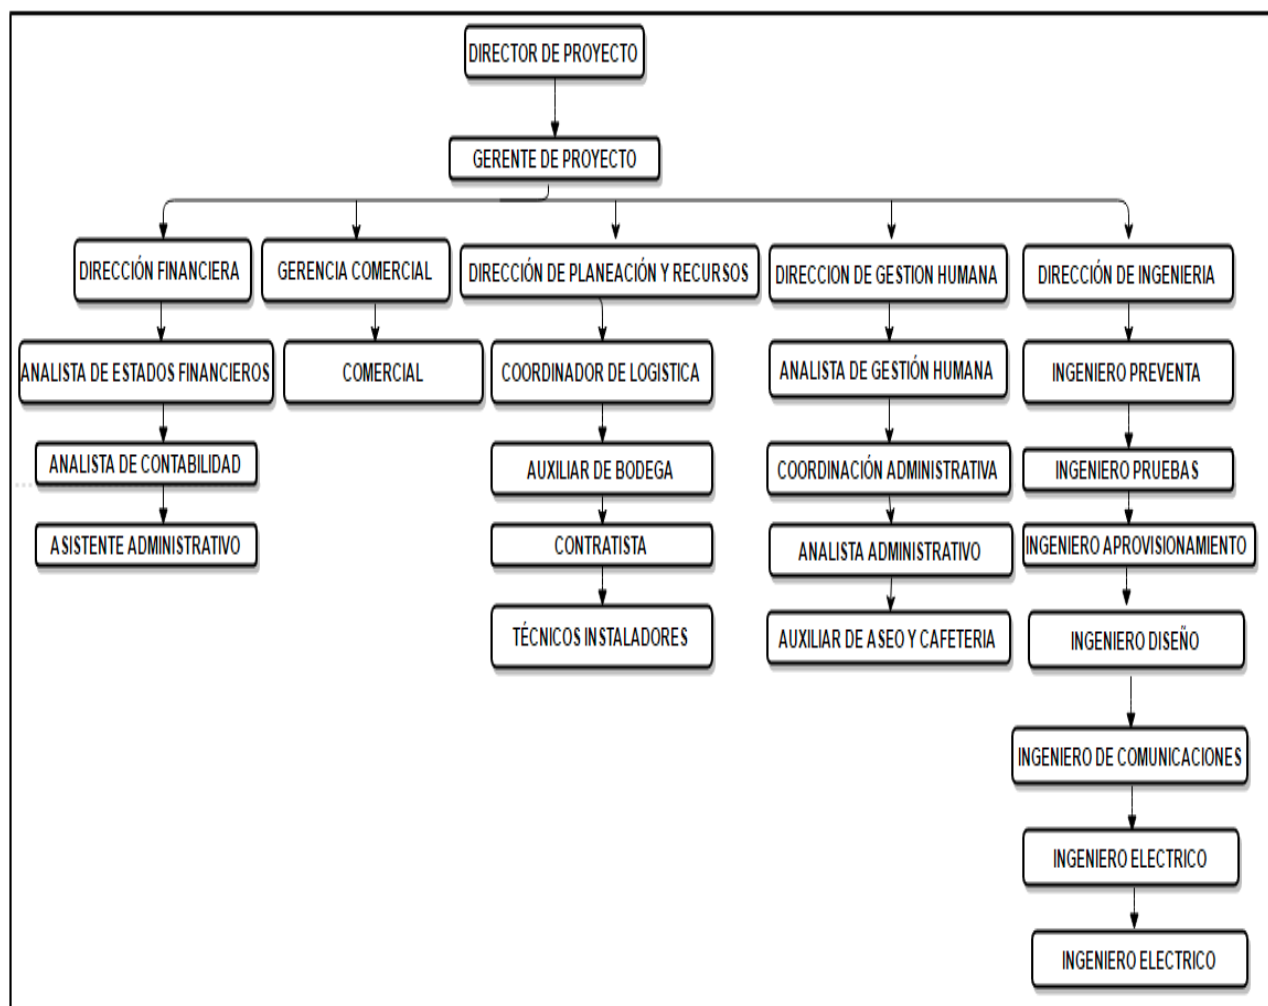 DIRECTOR DE PROYECTO
GERENTE DE PROYECTO
DIRECCIÓN FINANCIERA
GERENCIA COMERCIAL
DIRECCIÓN DE PLANEACIÓN Y RECURSOS
DIRECCION DE GESTION HUMANA
DIRECCIÓN DE INGENIERIA
ANALISTA DE ESTADOS FINANCIEROS
COMERCIAL
COORDINADOR DE LOGISTICA
ANALISTA DE GESTIÓN HUMANA
INGENIERO PREVENTA
ANALISTA DE CONTABILIDAD
AUXILIAR DE BODEGA
COORDINACIÓN ADMINISTRATIVA
INGENIERO PRUEBAS
ASISTENTE ADMINISTRATIVO
CONTRATISTA
ANALISTA ADMINISTRATIVO
INGENIERO APROVISIONAMIENTO
TÉCNICOS INSTALADORES
AUXILIAR DE ASEO Y CAFETERIA
INGENIERO DISEÑO
INGENIERO DE COMUNICACIONES
INGENIERO ELECTRICO
INGENIERO ELECTRICO